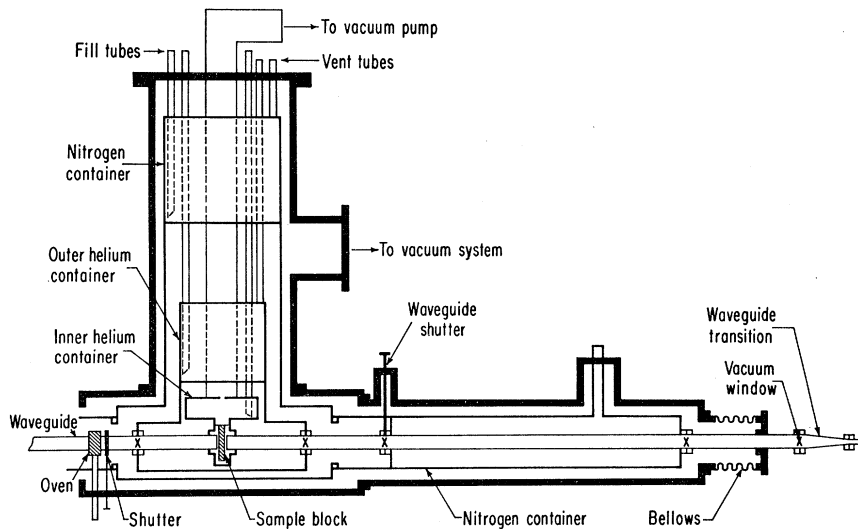 To vacuum pump
Fill tubes
Vent tubes
Nitrogen
container
Outer helium
container
To vacuum system
Inner helium
container
Waveguide
shutter
Waveguide
transition
Vacuum
window
Waveguide
Oven
Shutter
Sample block
Nitrogen container
Bellows